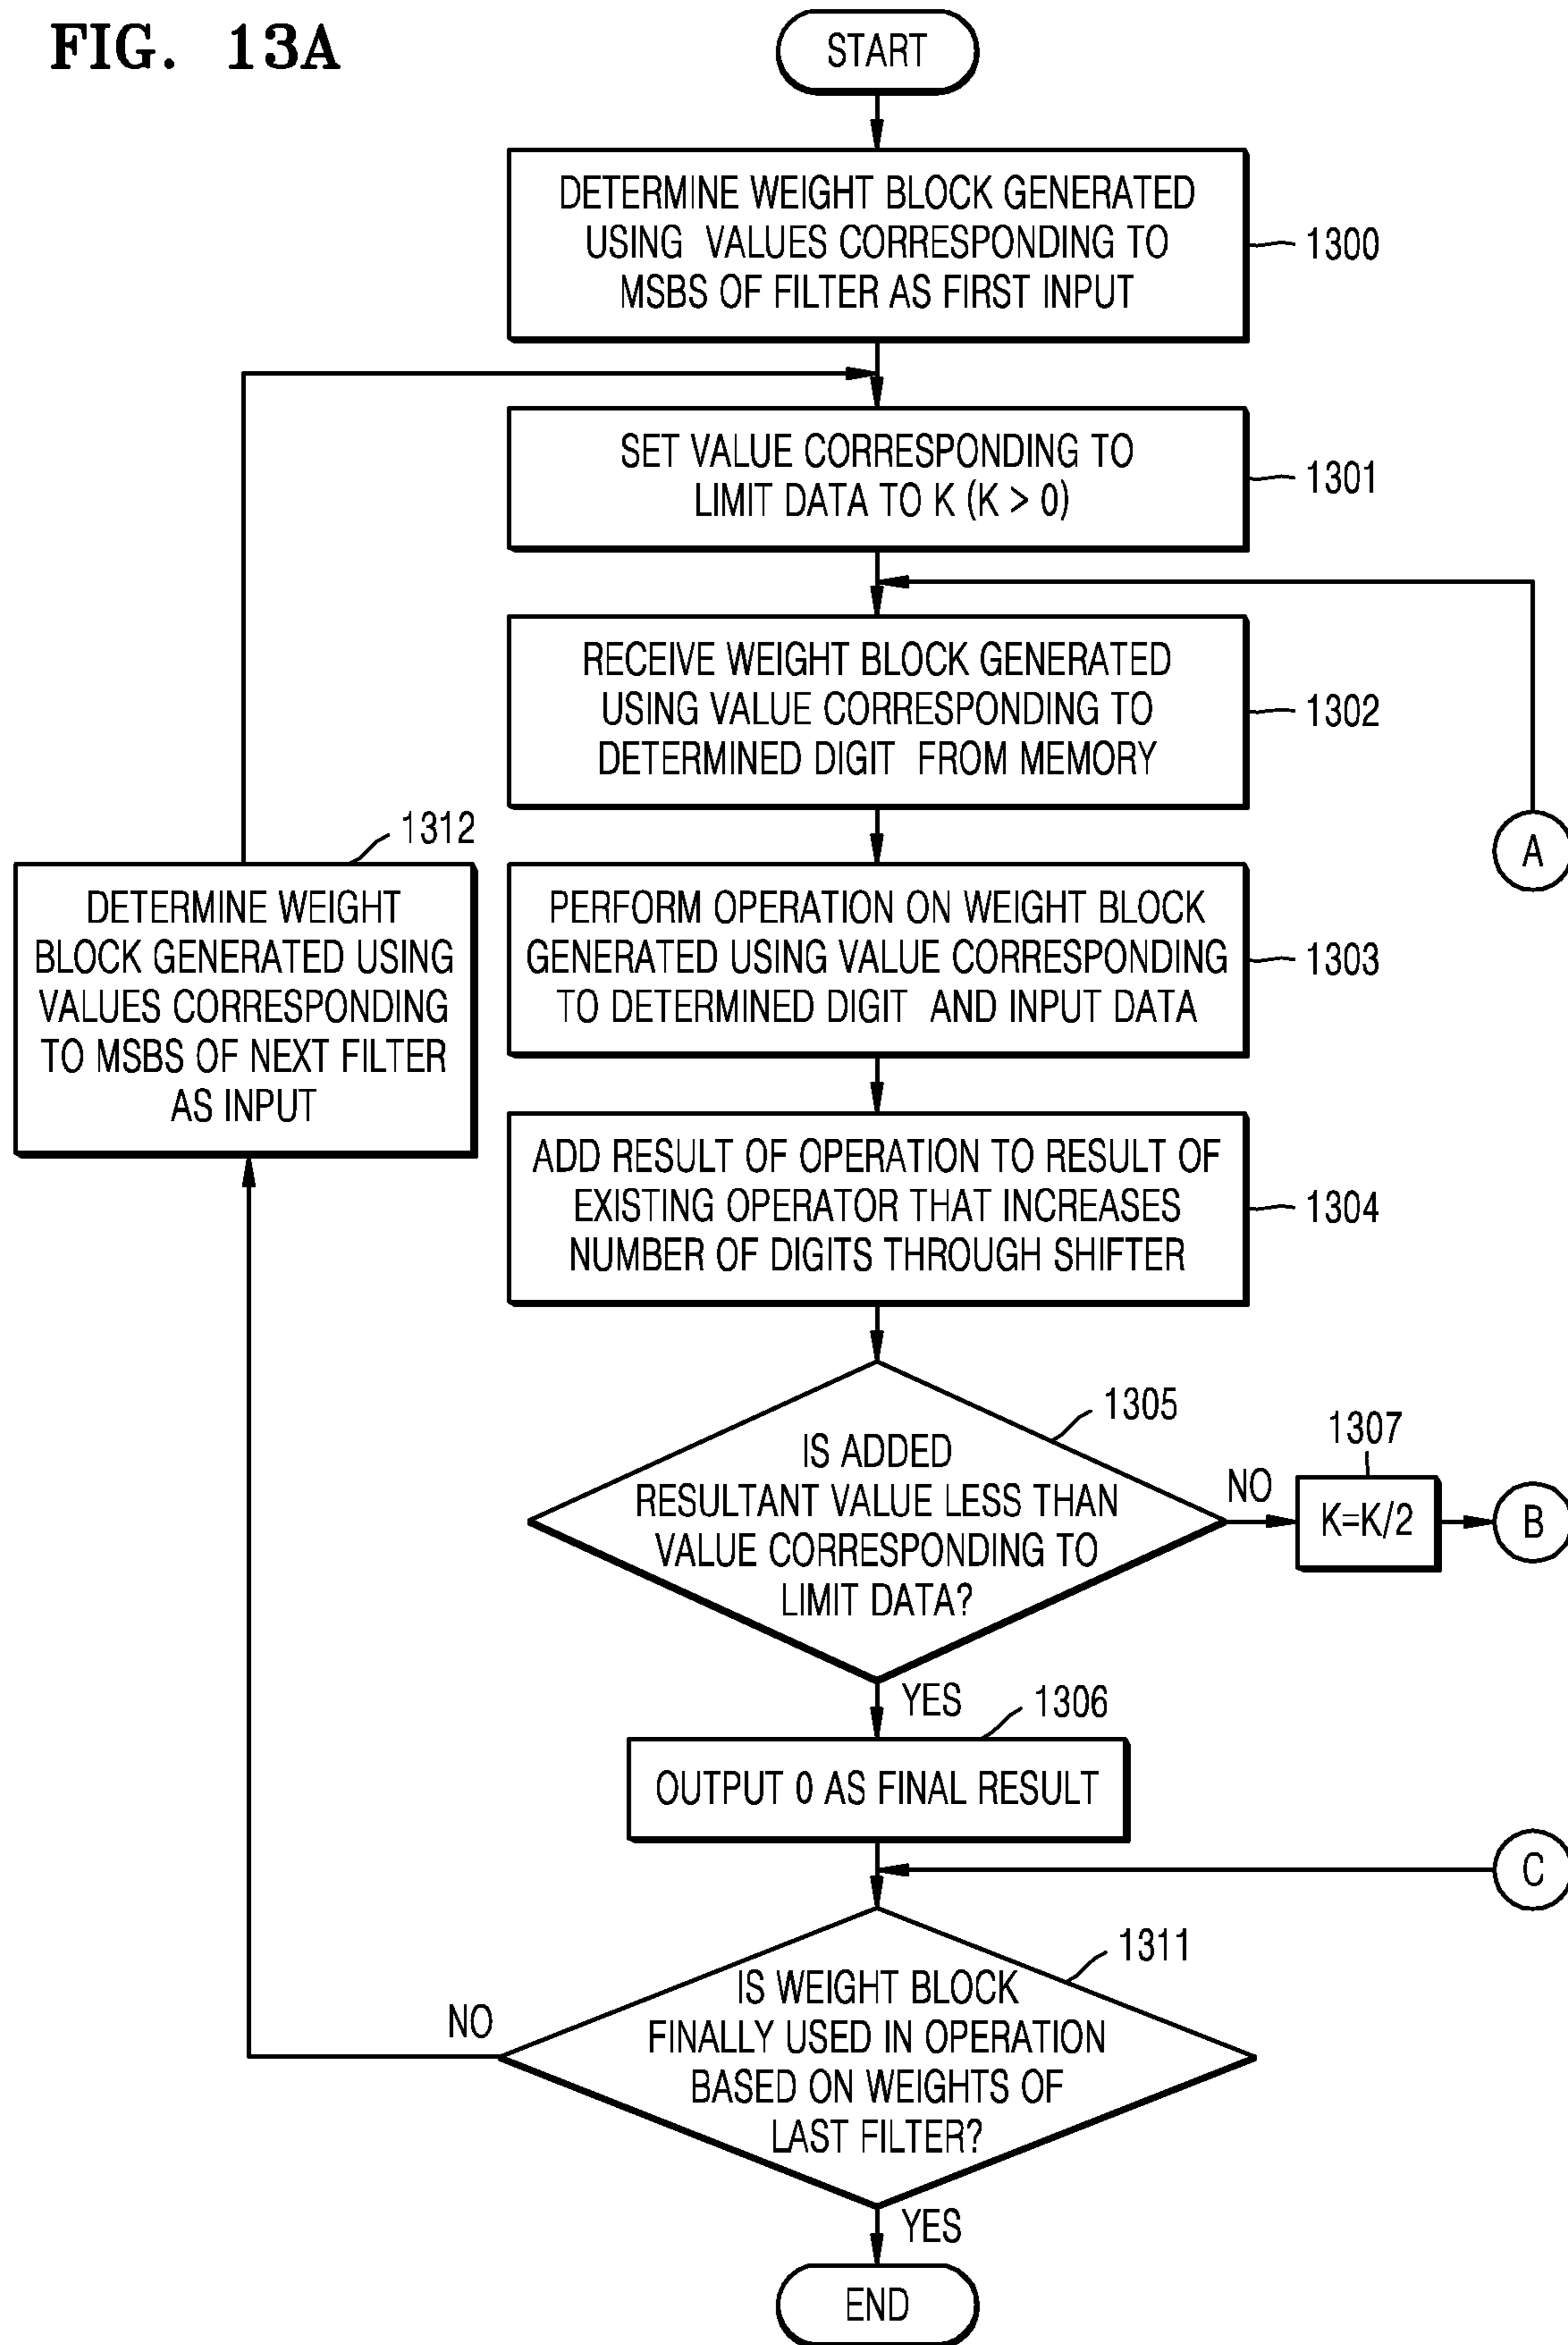 FIG. 13A
START
DETERMINE WEIGHT BLOCK GENERATED
USING VALUES CORRESPONDING TO
MSBS OF FILTER AS FIRST INPUT
1300
SET VALUE CORRESPONDING TO
LIMIT DATA TO K (K > 0)
1301
RECEIVE WEIGHT BLOCK GENERATED
USING VALUE CORRESPONDING TO
DETERMINED DIGIT FROM MEMORY
1302
A
1312
DETERMINE WEIGHT
BLOCK GENERATED USING
VALUES CORRESPONDING
TO MSBS OF NEXT FILTER
AS INPUT
PERFORM OPERATION ON WEIGHT BLOCK
GENERATED USING VALUE CORRESPONDING
TO DETERMINED DIGIT AND INPUT DATA
1303
ADD RESULT OF OPERATION TO RESULT OF
EXISTING OPERATOR THAT INCREASES
NUMBER OF DIGITS THROUGH SHIFTER
1304
1305
IS ADDED
RESULTANT VALUE LESS THAN
VALUE CORRESPONDING TO
LIMIT DATA?
NO
1307
K=K/2
B
YES
1306
OUTPUT 0 AS FINAL RESULT
C
1311
IS WEIGHT BLOCK
FINALLY USED IN OPERATION
BASED ON WEIGHTS OF
LAST FILTER?
NO
YES
END